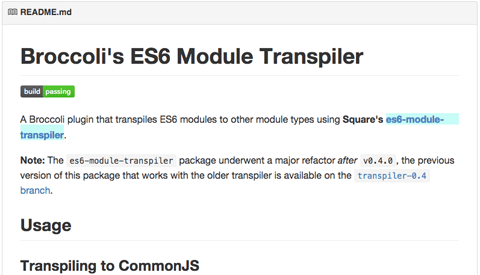 README.md
Broccoli's ES6 Module Transpiler
build passing
A Broccoli plugin that transpiles ES6 modules to other module types using Square's es6-module-
transpiler.
Note: The es6-module-transpiler package underwent a major refactor after v0.4.0, the previous
version of this package that works with the older transpiler is available on the transpiler-0.4
branch.
Usage
Transpiling to CommonJS